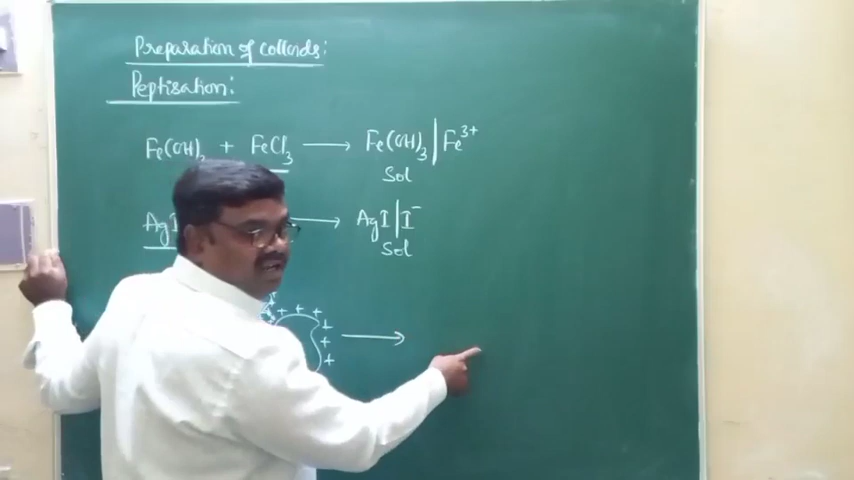 Preparation of colloids:
Peptisation:
Fe(OH)3 + FeCl3 ⟶ Fe(OH)3 | Fe3+
Sol
AgI ⟶ AgI | I−
Sol
+ + +
+
+
+ ⟶